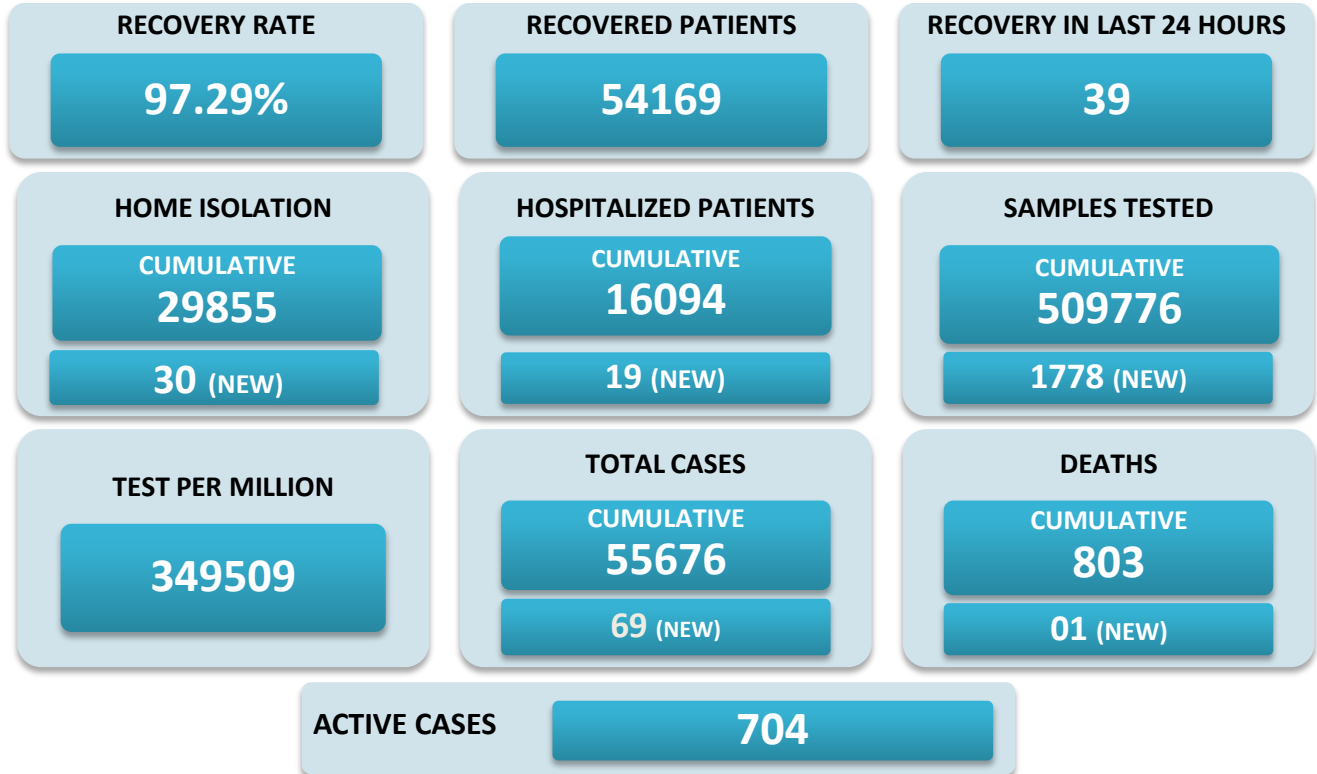 RECOVERY RATE
97.29%
RECOVERED PATIENTS
54169
RECOVERY IN LAST 24 HOURS
39
HOME ISOLATION
CUMULATIVE
29855
30 (NEW)
HOSPITALIZED PATIENTS
CUMULATIVE
16094
19 (NEW)
SAMPLES TESTED
CUMULATIVE
509776
1778 (NEW)
TEST PER MILLION
349509
TOTAL CASES
CUMULATIVE
55676
69 (NEW)
DEATHS
CUMULATIVE
803
01 (NEW)
ACTIVE CASES
704